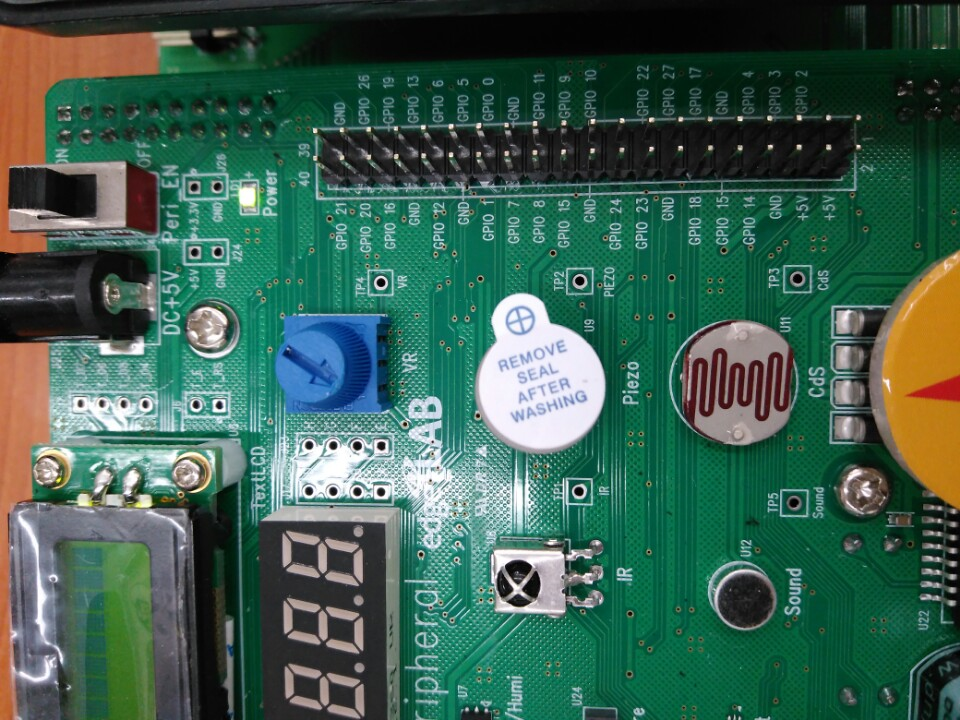 GND
GPIO 26
GPIO 19
GPIO 13
GPIO 6
GPIO 5
GPIO 0
GND
GPIO 11
GPIO 9
GPIO 10
GPIO 22
GPIO 27
GPIO 17
GPIO 4
GPIO 3
GPIO 2
39
40
2
GPIO 21
GPIO 20
GPIO 16
GND
GPIO 12
GND
GPIO 1
GPIO 7
GPIO 8
GPIO 15
GND
GPIO 24
GPIO 23
GND
GPIO 18
GPIO 15
GPIO 14
GND
+5V
+5V
ON
OFF
Peri EN
J26
+3.3V
GND
+
Power
+5V
GND
J24
DC+5V
TP4
VR
TP2
PIEZO
TP3
CdS
VR
U9
REMOVE
SEAL
AFTER
WASHING
Piezo
U11
CdS
TextLCD
TP1
IR
TP5
Sound
IR
U12
Sound
U22
U7
/Humi
U24
ripheral